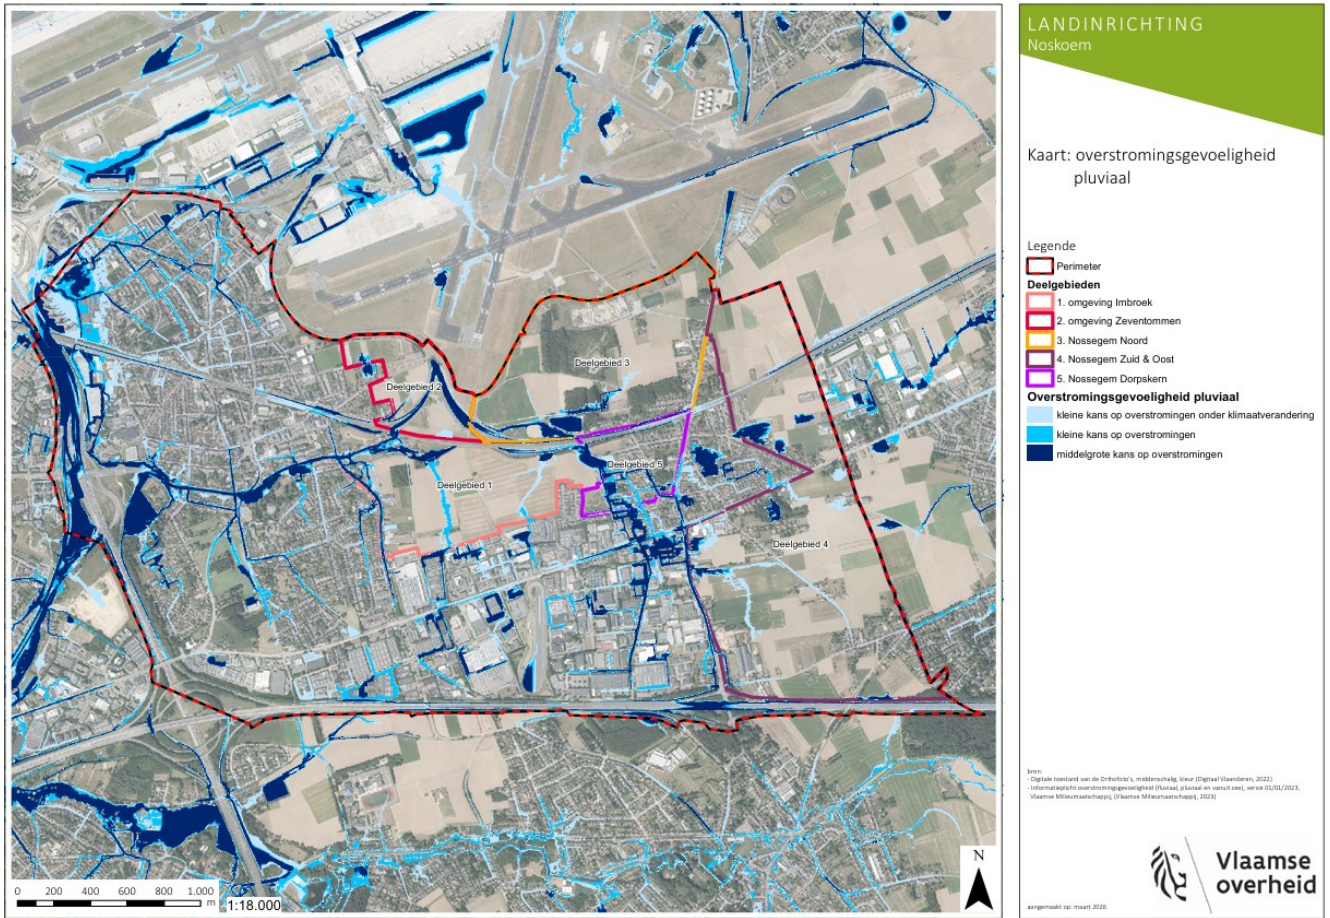 LANDINRICHTING
Noskoem
Kaart: overstromingsgevoeligheid
pluviaal
Legende
Perimeter
Deelgebieden
1. omgeving Imbroek
2. omgeving Zeventommen
3. Nossegem Noord
4. Nossegem Zuid & Oost
5. Nossegem Dorpskern
Overstromingsgevoeligheid pluviaal
kleine kans op overstromingen onder klimaatverandering
kleine kans op overstromingen
middelgrote kans op overstromingen
Deelgebied 3
Deelgebied 2
Deelgebied 5
Deelgebied 1
Deelgebied 4
0 200 400 600 800 1.000
m
1:18.000
N
bron:
- Digitale toestand van de Orthofoto's, middenschalig, kleur (Digitaal Vlaanderen, 2022)
- Informatieplicht overstromingsgevoeligheid (fluviaal, pluviaal en vanuit zee), versie 01/01/2023,
Vlaamse Milieumaatschappij, (Vlaamse Milieumaatschappij, 2023)
Vlaamse
overheid
aangemaakt op: maart 2026